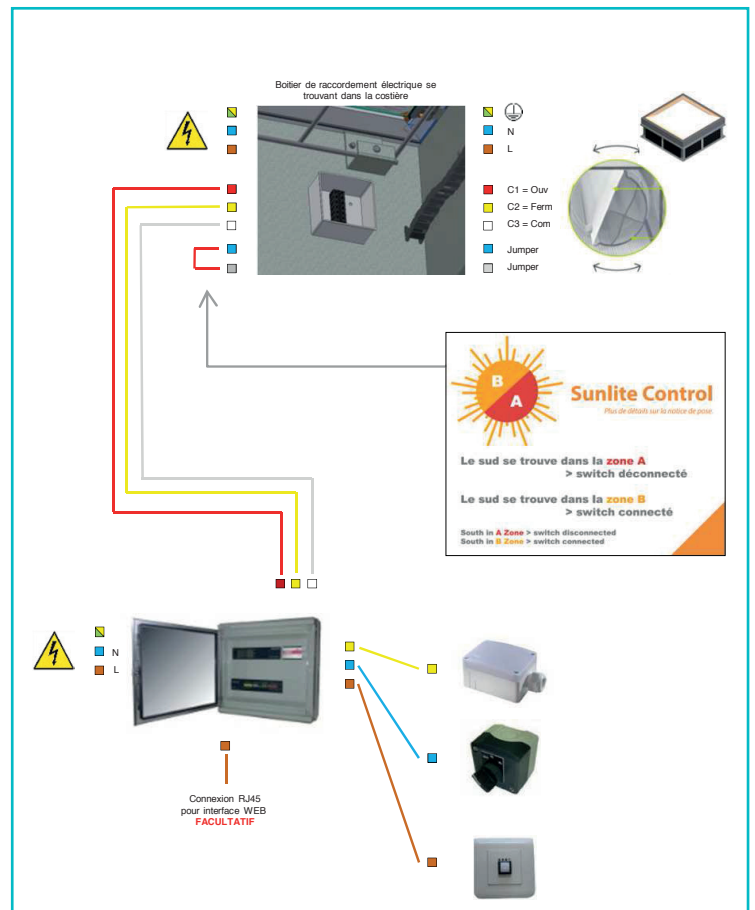 Boitier de raccordement électrique se
trouvant dans la costière
N
L
C1 = Ouv
C2 = Ferm
C3 = Com
Jumper
Jumper
B
A
Sunlite Control
Plus de détails sur la notice de pose.
Le sud se trouve dans la zone A
> switch déconnecté
Le sud se trouve dans la zone B
> switch connecté
South in A Zone > switch disconnected
South in B Zone > switch connected
N
L
Connexion RJ45
pour interface WEB
FACULTATIF